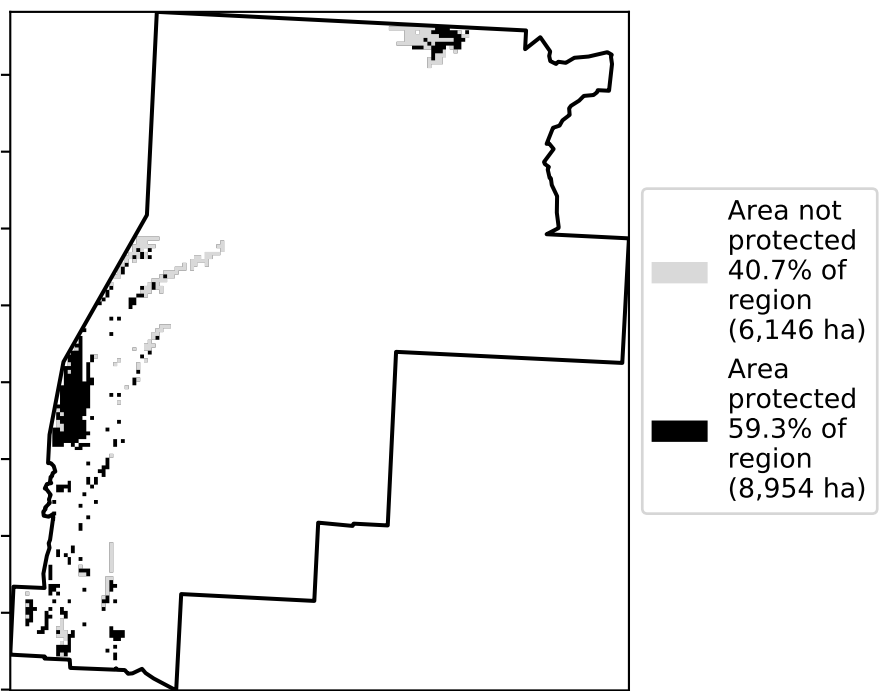 Area not
protected
40.7% of
region
(6,146 ha)
Area
protected
59.3% of
region
(8,954 ha)